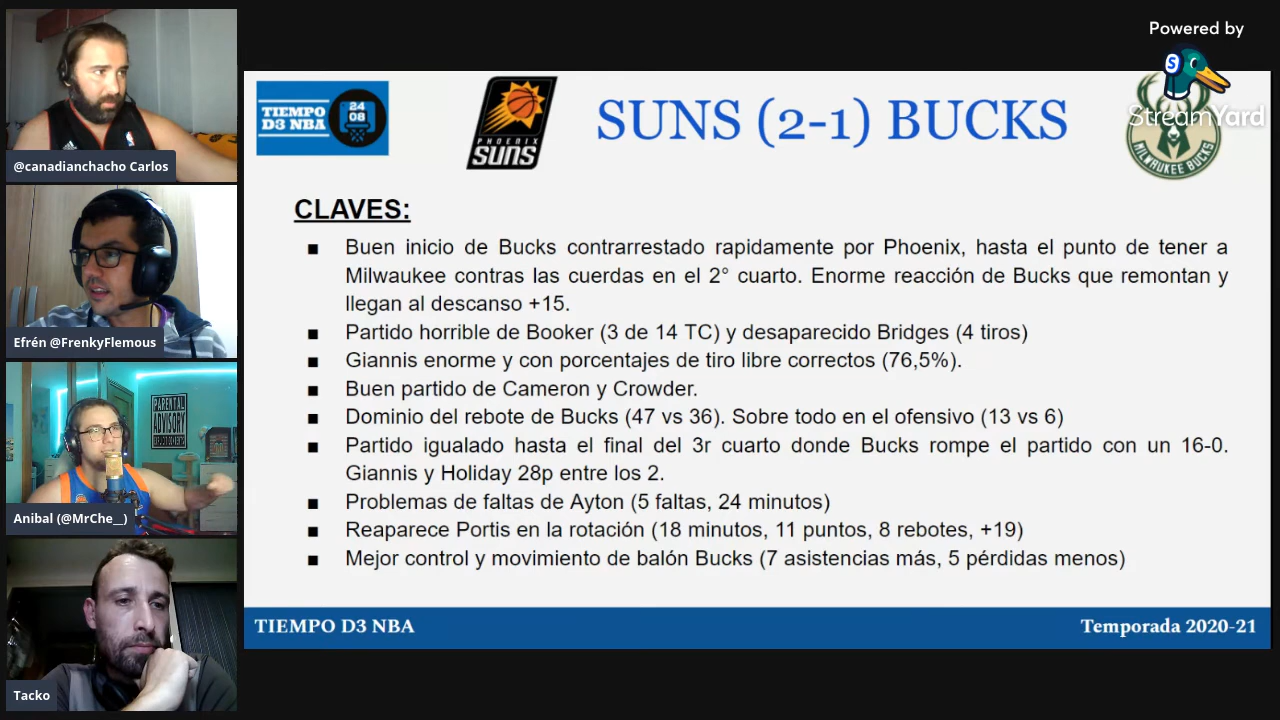 Powered by
StreamYard
TIEMPO
D3 NBA
24
08
PHOENIX
SUNS
SUNS (2-1) BUCKS
MILWAUKEE BUCKS
CLAVES:
■ Buen inicio de Bucks contrarrestado rapidamente por Phoenix, hasta el punto de tener a
Milwaukee contras las cuerdas en el 2° cuarto. Enorme reacción de Bucks que remontan y
llegan al descanso +15.
■ Partido horrible de Booker (3 de 14 TC) y desaparecido Bridges (4 tiros)
■ Giannis enorme y con porcentajes de tiro libre correctos (76,5%).
■ Buen partido de Cameron y Crowder.
■ Dominio del rebote de Bucks (47 vs 36). Sobre todo en el ofensivo (13 vs 6)
■ Partido igualado hasta el final del 3r cuarto donde Bucks rompe el partido con un 16-0.
Giannis y Holiday 28p entre los 2.
■ Problemas de faltas de Ayton (5 faltas, 24 minutos)
■ Reaparece Portis en la rotación (18 minutos, 11 puntos, 8 rebotes, +19)
■ Mejor control y movimiento de balón Bucks (7 asistencias más, 5 pérdidas menos)
TIEMPO D3 NBA
Temporada 2020-21
@canadianchacho Carlos
Efrén @FrenkyFlemous
PARENTAL
ADVISORY
Anibal (@MrChe__)
Tacko